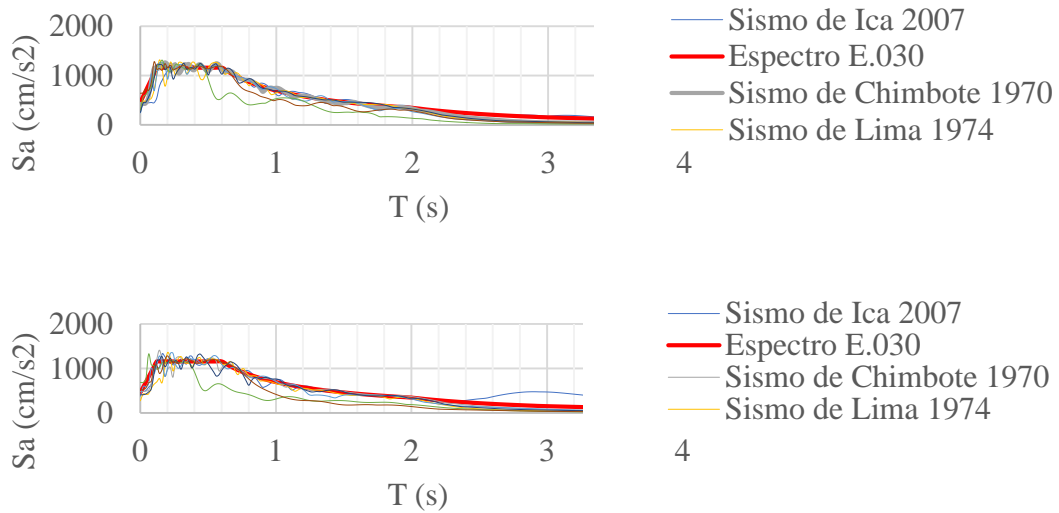 Sa (cm/s2)
2000
1000
0
0 1 2 3 4
T (s)
Sismo de Ica 2007
Espectro E.030
Sismo de Chimbote 1970
Sismo de Lima 1974
Sa (cm/s2)
2000
1000
0
0 1 2 3 4
T (s)
Sismo de Ica 2007
Espectro E.030
Sismo de Chimbote 1970
Sismo de Lima 1974